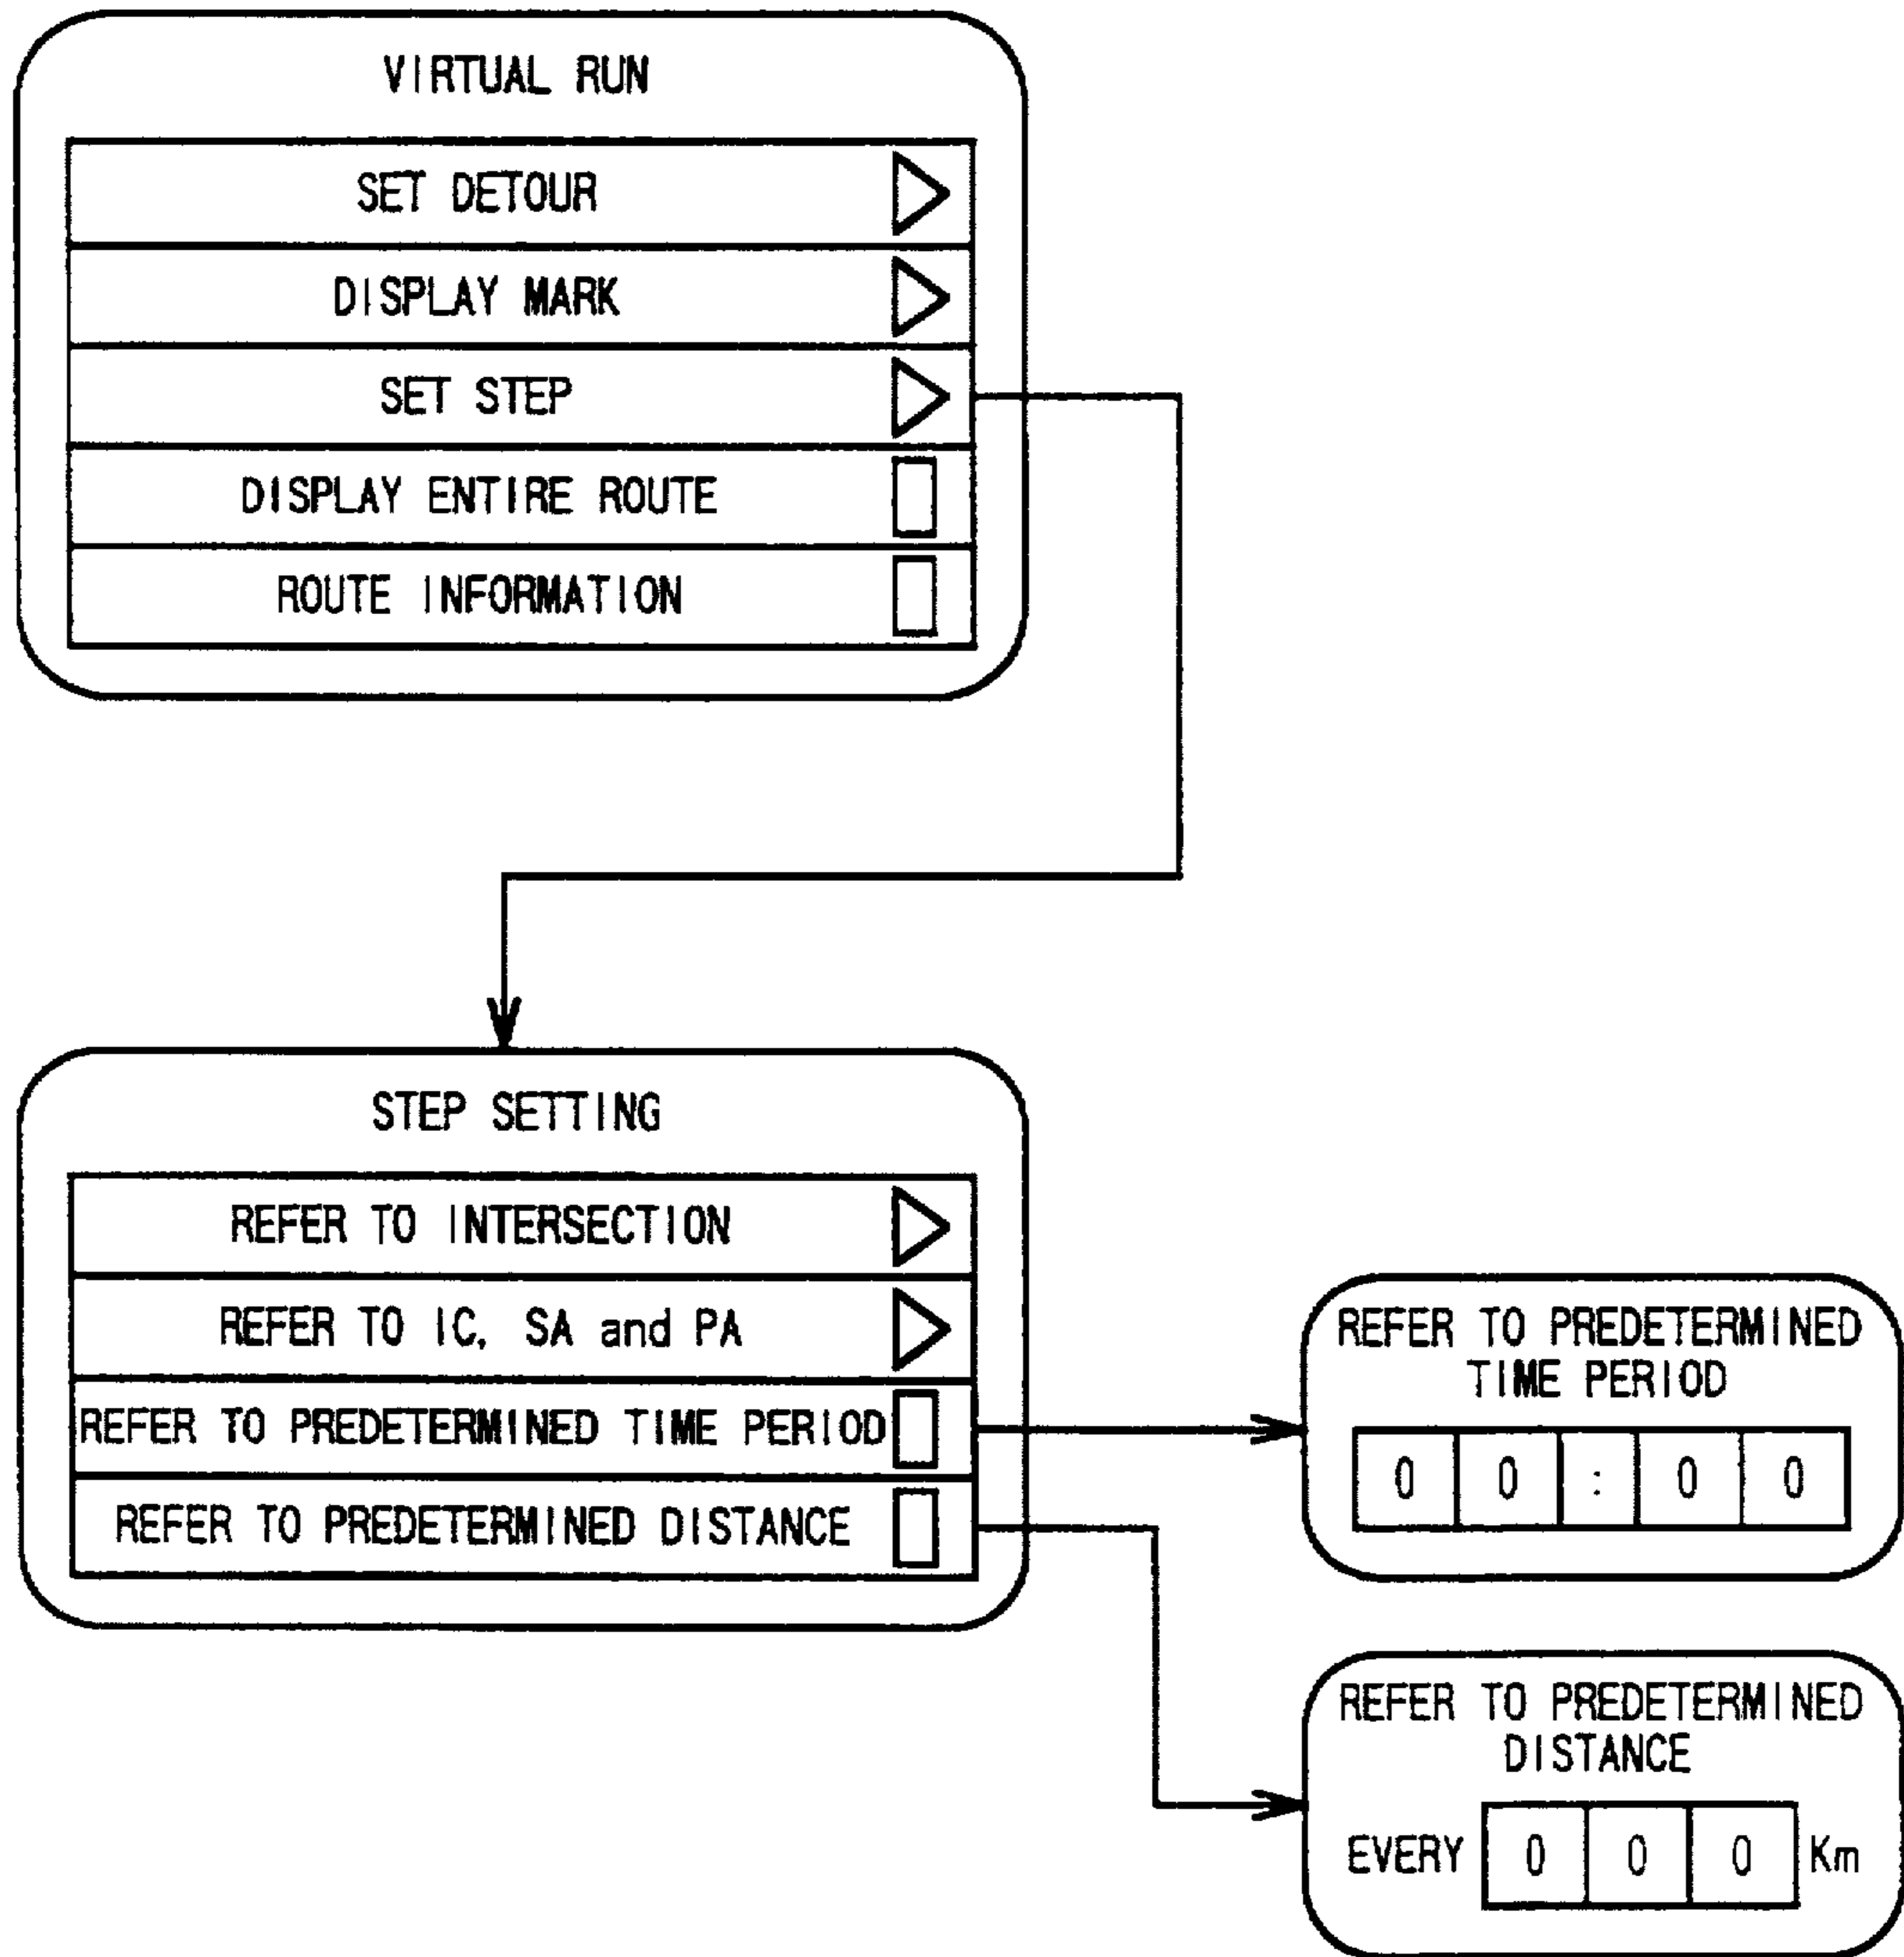 VIRTUAL RUN
SET DETOUR
DISPLAY MARK
SET STEP
DISPLAY ENTIRE ROUTE
ROUTE INFORMATION
STEP SETTING
REFER TO INTERSECTION
REFER TO IC, SA and PA
REFER TO PREDETERMINED TIME PERIOD
REFER TO PREDETERMINED DISTANCE
REFER TO PREDETERMINED
TIME PERIOD
0 0 : 0 0
REFER TO PREDETERMINED
DISTANCE
EVERY 0 0 0 Km